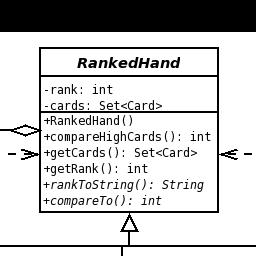 RankedHand
-rank: int
-cards: Set<Card>
+RankedHand()
+compareHighCards(): int
+getCards(): Set<Card>
+getRank(): int
+rankToString(): String
+compareTo(): int